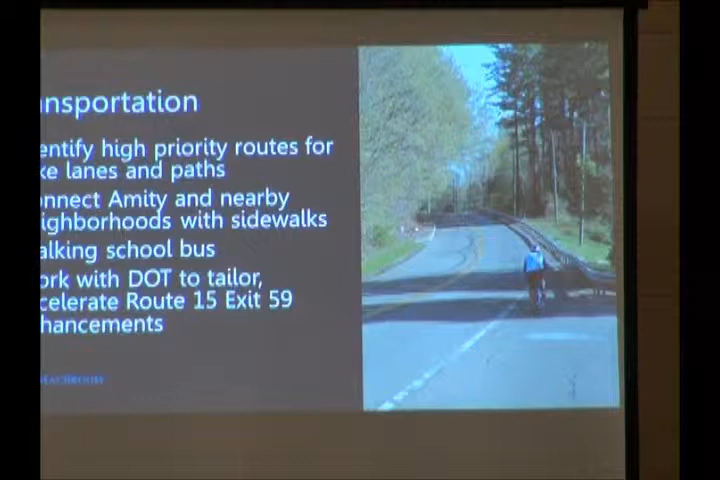 nsportation
entify high priority routes for
ke lanes and paths
nnect Amity and nearby
ighborhoods with sidewalks
alking school bus
ork with DOT to tailor,
celerate Route 15 Exit 59
hancements